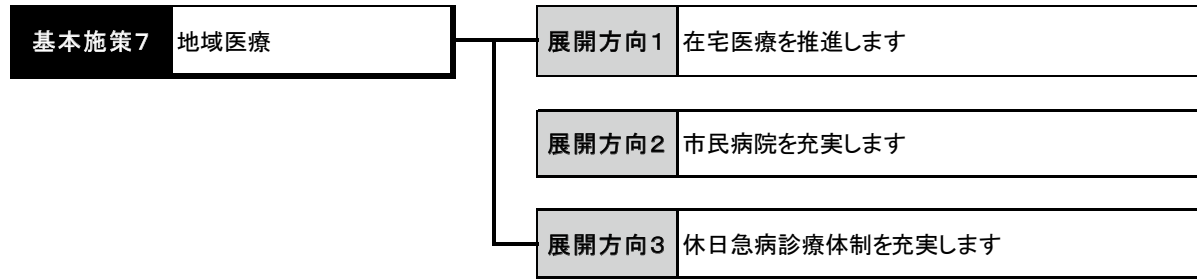 基本施策７ 地域医療
展開方向１ 在宅医療を推進します
展開方向２ 市民病院を充実します
展開方向３ 休日急病診療体制を充実します